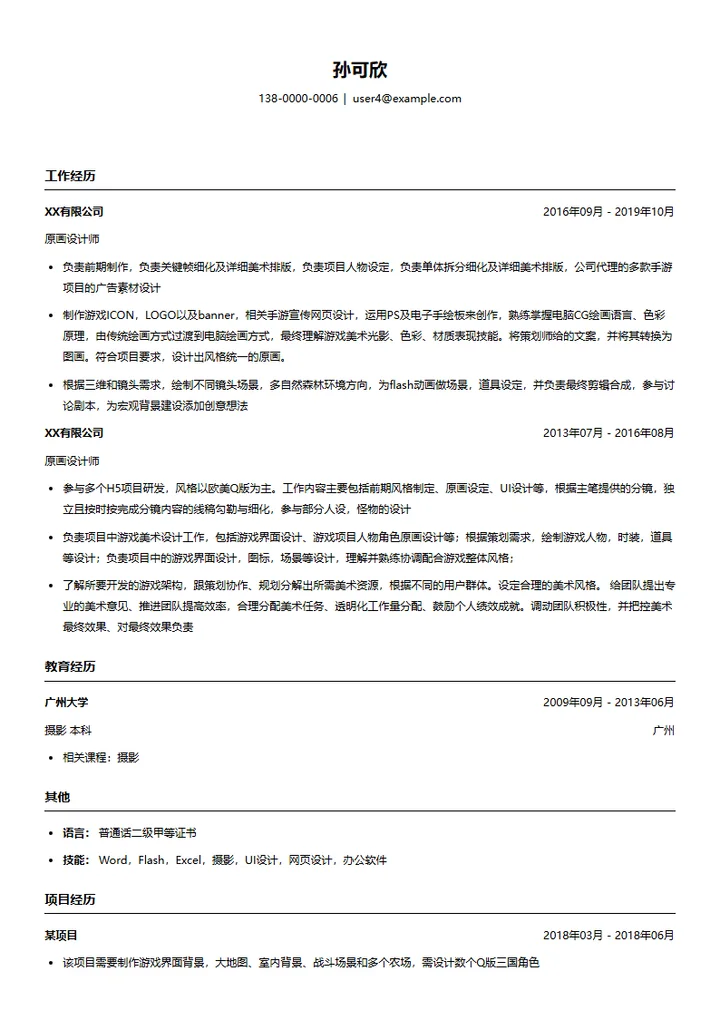 孙可欣
138-0000-0006 | user4@example.com
工作经历
XX有限公司 2016年09月 - 2019年10月
原画设计师
• 负责前期制作，负责关键帧细化及详细美术排版，负责项目人物设定，负责单体拆分细化及详细美术排版，公司代理的多款手游
项目的广告素材设计
• 制作游戏ICON，LOGO以及banner，相关手游宣传网页设计，运用PS及电子手绘板来创作，熟练掌握电脑CG绘画语言、色彩
原理，由传统绘画方式过渡到电脑绘画方式，最终理解游戏美术光影、色彩、材质表现技能。将策划师给的文案，并将其转换为
图画。符合项目要求，设计出风格统一的原画。
• 根据三维和镜头需求，绘制不同镜头场景，多自然森林环境方向，为flash动画做场景，道具设定，并负责最终剪辑合成，参与讨
论剧本，为宏观背景建设添加创意想法
XX有限公司 2013年07月 - 2016年08月
原画设计师
• 参与多个H5项目研发，风格以欧美Q版为主。工作内容主要包括前期风格制定、原画设定、UI设计等，根据主笔提供的分镜，独
立且按时按完成分镜内容的线稿勾勒与细化，参与部分人设，怪物的设计
• 负责项目中游戏美术设计工作，包括游戏界面设计、游戏项目人物角色原画设计等；根据策划需求，绘制游戏人物，时装，道具
等设计；负责项目中的游戏界面设计，图标，场景等设计，理解并熟练协调配合游戏整体风格；
• 了解所要开发的游戏架构，跟策划协作、规划分解出所需美术资源，根据不同的用户群体。设定合理的美术风格。 给团队提出专
业的美术意见、推进团队提高效率，合理分配美术任务、透明化工作量分配、鼓励个人绩效成就。调动团队积极性，并把控美术
最终效果、对最终效果负责
教育经历
广州大学 2009年09月 - 2013年06月
摄影 本科 广州
• 相关课程：摄影
其他
• 语言： 普通话二级甲等证书
• 技能： Word，Flash，Excel，摄影，UI设计，网页设计，办公软件
项目经历
某项目 2018年03月 - 2018年06月
• 该项目需要制作游戏界面背景，大地图、室内背景、战斗场景和多个农场，需设计数个Q版三国角色